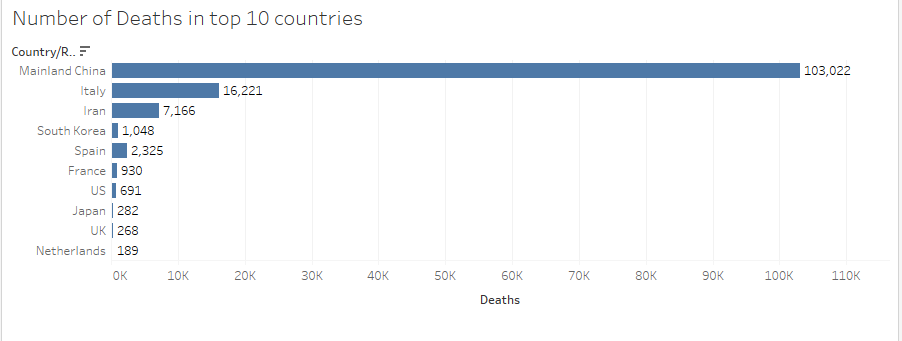 Number of Deaths in top 10 countries
Country/R..
Mainland China 103,022
Italy 16,221
Iran 7,166
South Korea 1,048
Spain 2,325
France 930
US 691
Japan 282
UK 268
Netherlands 189
0K 10K 20K 30K 40K 50K 60K 70K 80K 90K 100K 110K
Deaths